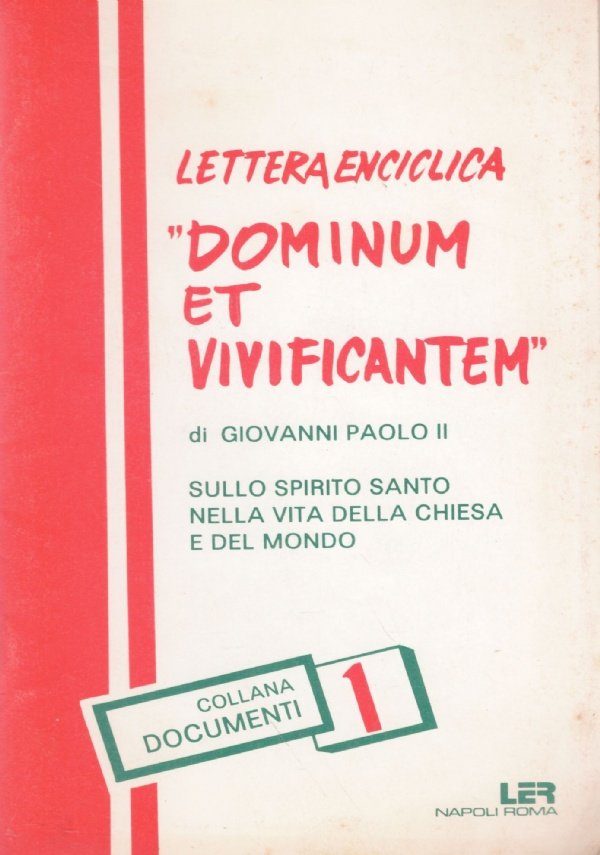 LETTERA ENCICLICA
"DOMINUM
ET
VIVIFICANTEM"
di GIOVANNI PAOLO II
SULLO SPIRITO SANTO
NELLA VITA DELLA CHIESA
E DEL MONDO
COLLANA
DOCUMENTI
1
LER
NAPOLI ROMA